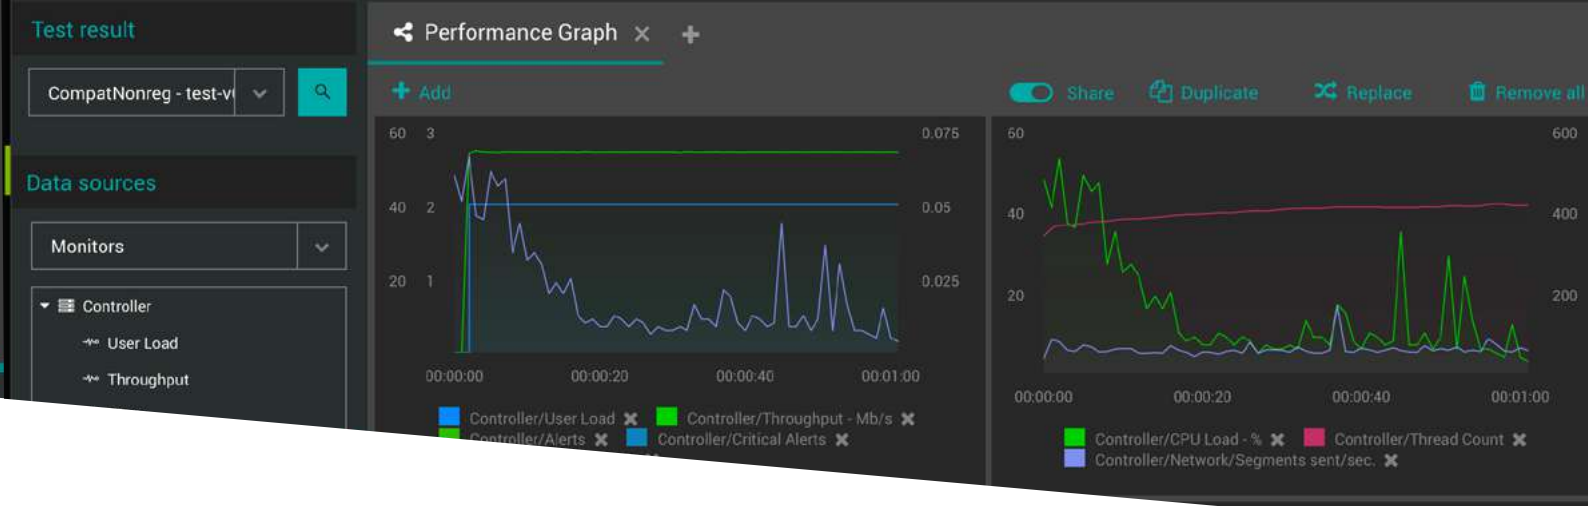 Test result
CompatNonreg - test-v
Data sources
Monitors
Controller
User Load
Throughput
Performance Graph
Add
Share Duplicate Replace Remove all
60 3 0.075
40 2 0.05
20 1 0.025
00:00:00 00:00:20 00:00:40 00:01:00
Controller/User Load Controller/Throughput - Mb/s
Controller/Alerts Controller/Critical Alerts
60 600
40 400
20 200
00:00:00 00:00:20 00:00:40 00:01:00
Controller/CPU Load - % Controller/Thread Count
Controller/Network/Segments sent/sec.